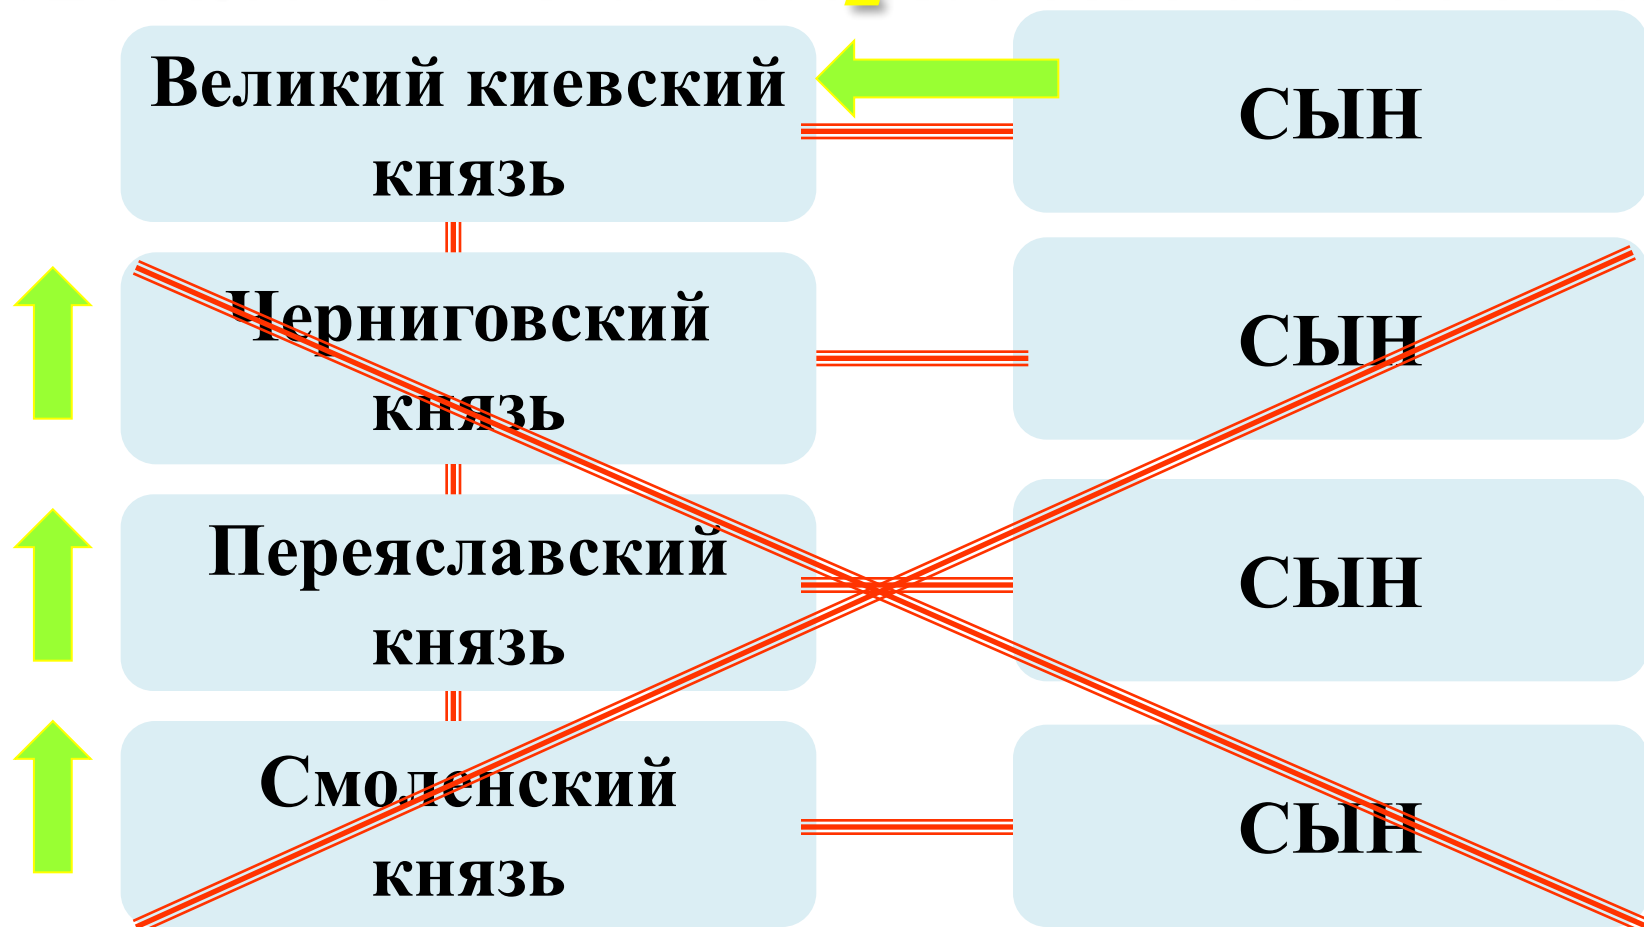 Великий киевский
князь
СЫН
Черниговский
князь
СЫН
Переяславский
князь
СЫН
Смоленский
князь
СЫН